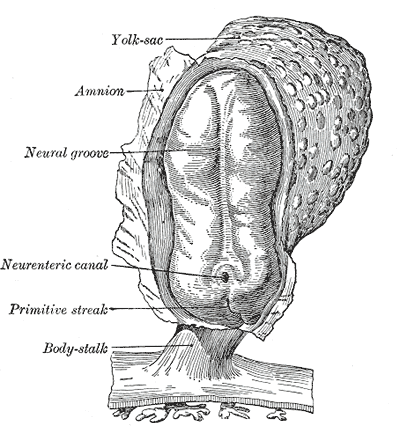 Yolk-sac
Amnion
Neural groove
Neurenteric canal
Primitive streak
Body-stalk